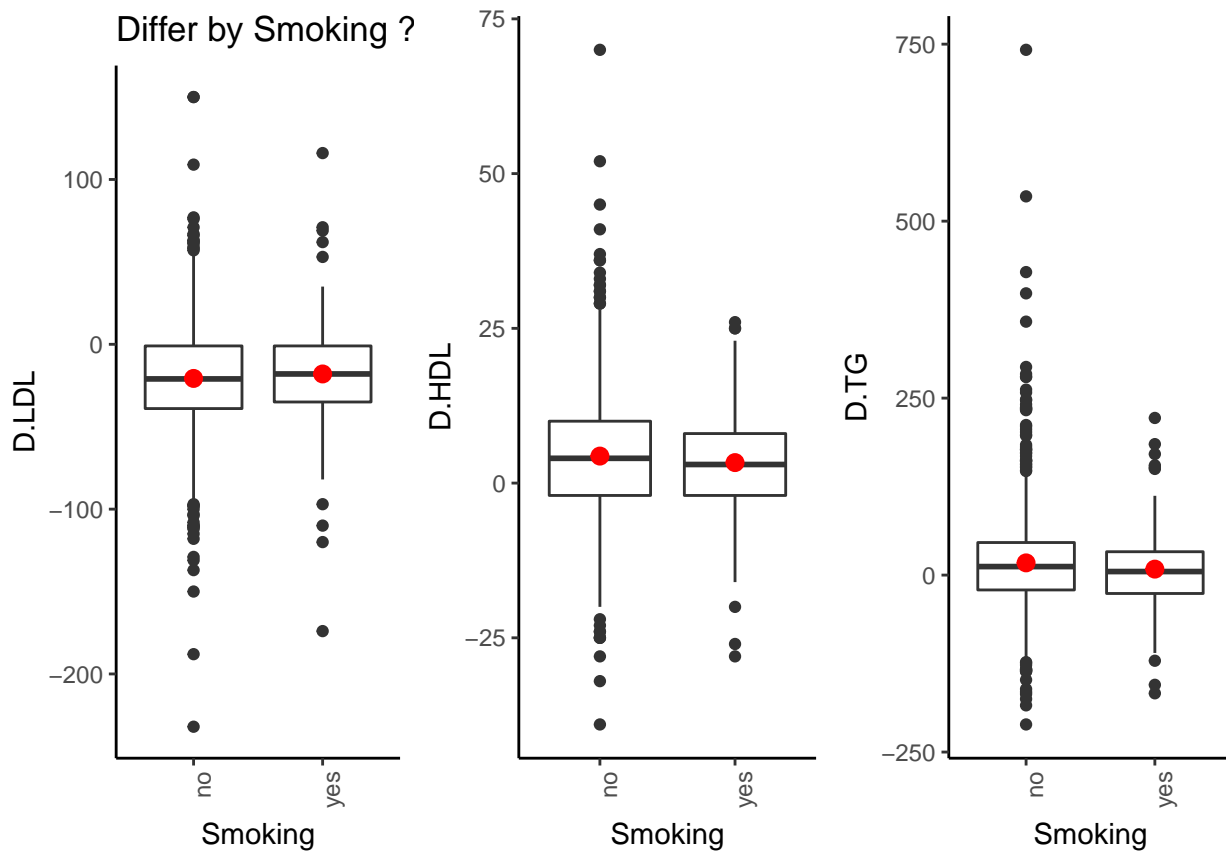 Differ by Smoking ?
D.LDL
100
0
−100
−200
no
yes
Smoking
D.HDL
75
50
25
0
−25
no
yes
Smoking
D.TG
750
500
250
0
−250
no
yes
Smoking